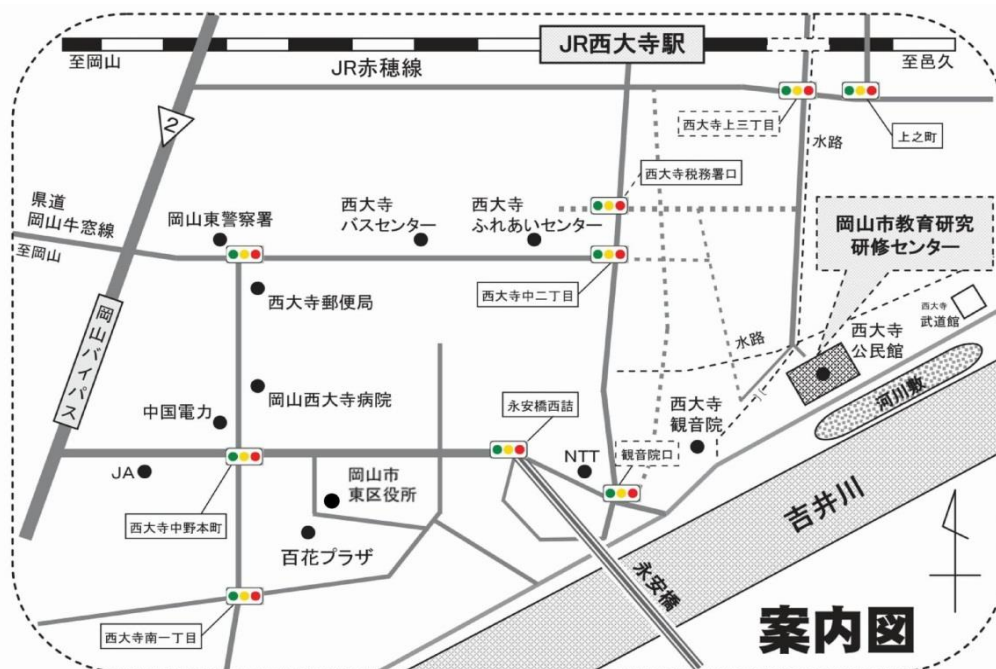 JR西大寺駅
至岡山
JR赤穂線
至邑久
2
西大寺上三丁目
上之町
水路
西大寺税務署口
県道
岡山牛窓線
至岡山
岡山東警察署
西大寺
バスセンター
西大寺
ふれあいセンター
岡山市教育研究
研修センター
西大寺中二丁目
西大寺郵便局
岡山バイパス
水路
西大寺
公民館
西大寺
武道館
河川敷
岡山西大寺病院
中国電力
永安橋西詰
西大寺
観音院
JA
岡山市
東区役所
NTT
観音院口
西大寺中野本町
百花プラザ
吉井川
永安橋
西大寺南一丁目
案内図